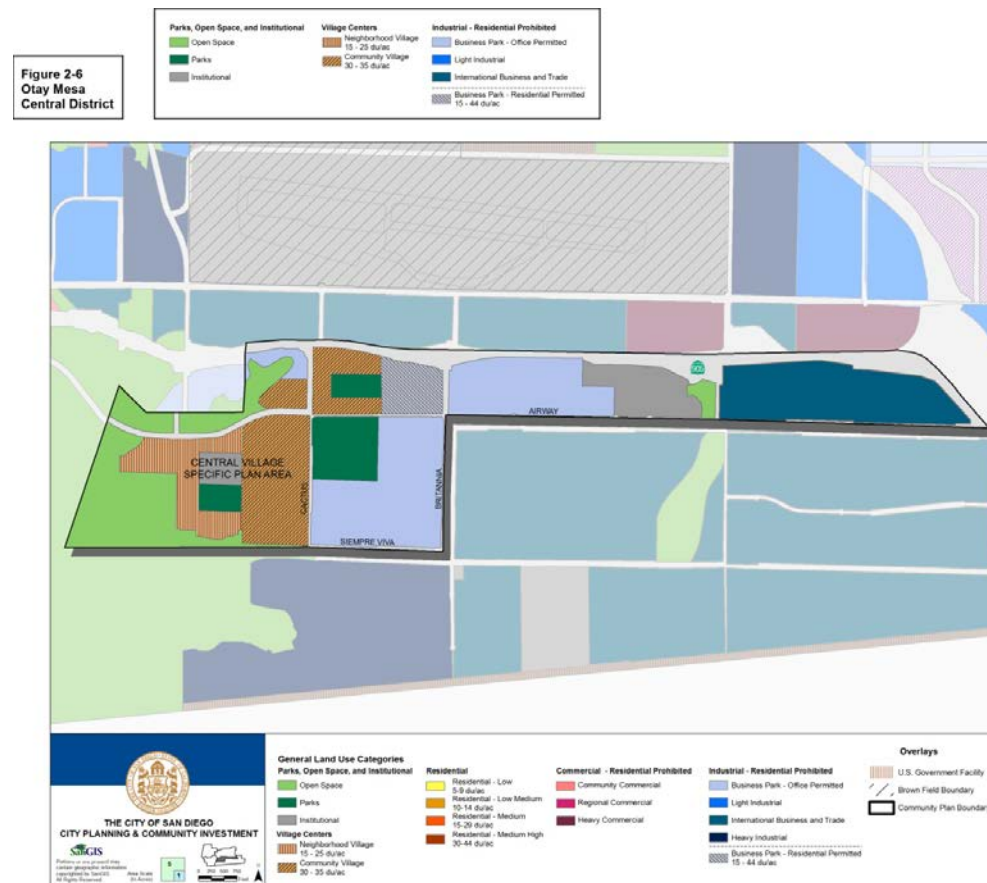 Figure 2-6
Otay Mesa
Central District
Parks, Open Space, and Institutional
Open Space
Parks
Institutional
Village Centers
Neighborhood Village
15 - 25 du/ac
Community Village
30 - 35 du/ac
Industrial - Residential Prohibited
Business Park - Office Permitted
Light Industrial
International Business and Trade
Business Park - Residential Permitted
15 - 44 du/ac
905
AIRWAY
CENTRAL VILLAGE
SPECIFIC PLAN AREA
CACTUS
BRITANNIA
SIEMPRE VIVA
THE CITY OF SAN DIEGO
CITY PLANNING & COMMUNITY INVESTMENT
SanGIS
General Land Use Categories
Parks, Open Space, and Institutional
Open Space
Parks
Institutional
Village Centers
Neighborhood Village
15 - 25 du/ac
Community Village
30 - 35 du/ac
Residential
Residential - Low
5-9 du/ac
Residential - Low Medium
10-14 du/ac
Residential - Medium
15-29 du/ac
Residential - Medium High
30-44 du/ac
Commercial - Residential Prohibited
Community Commercial
Regional Commercial
Heavy Commercial
Industrial - Residential Prohibited
Business Park - Office Permitted
Light Industrial
International Business and Trade
Heavy Industrial
Business Park - Residential Permitted
15 - 44 du/ac
Overlays
U.S. Government Facility
Brown Field Boundary
Community Plan Boundary